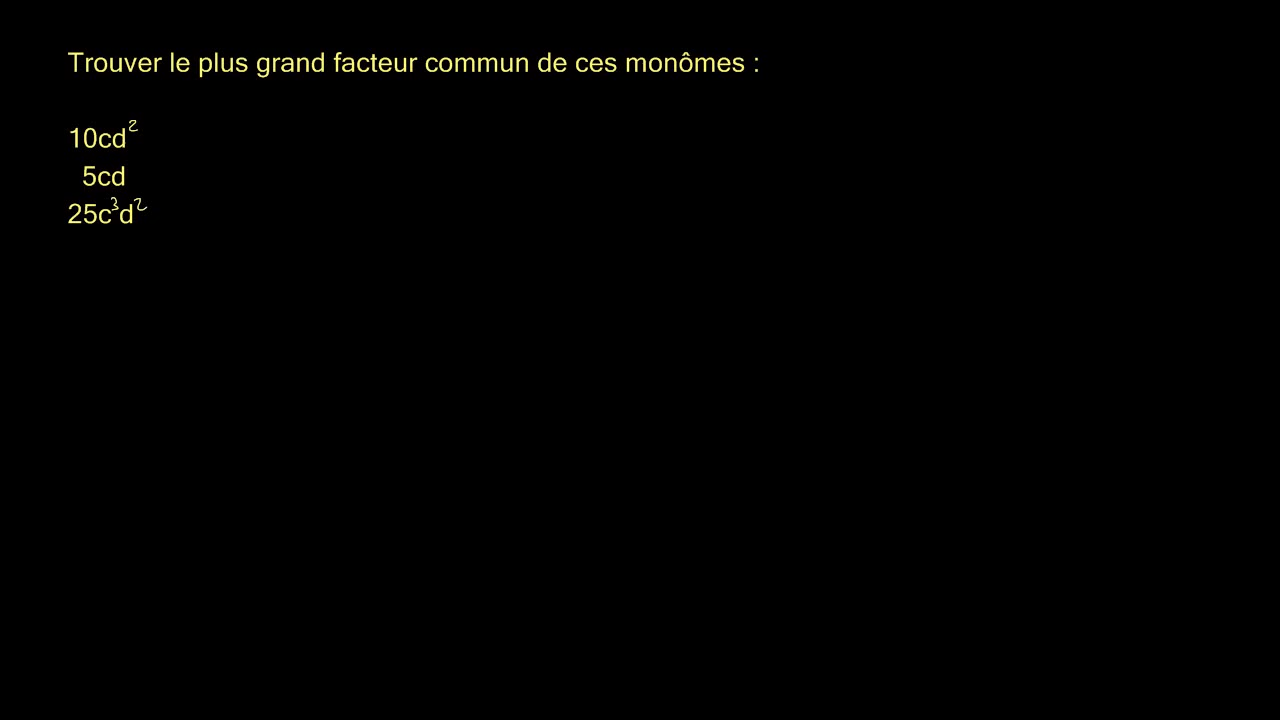 Trouver le plus grand facteur commun de ces monômes :
10cd²
5cd
25c³d²